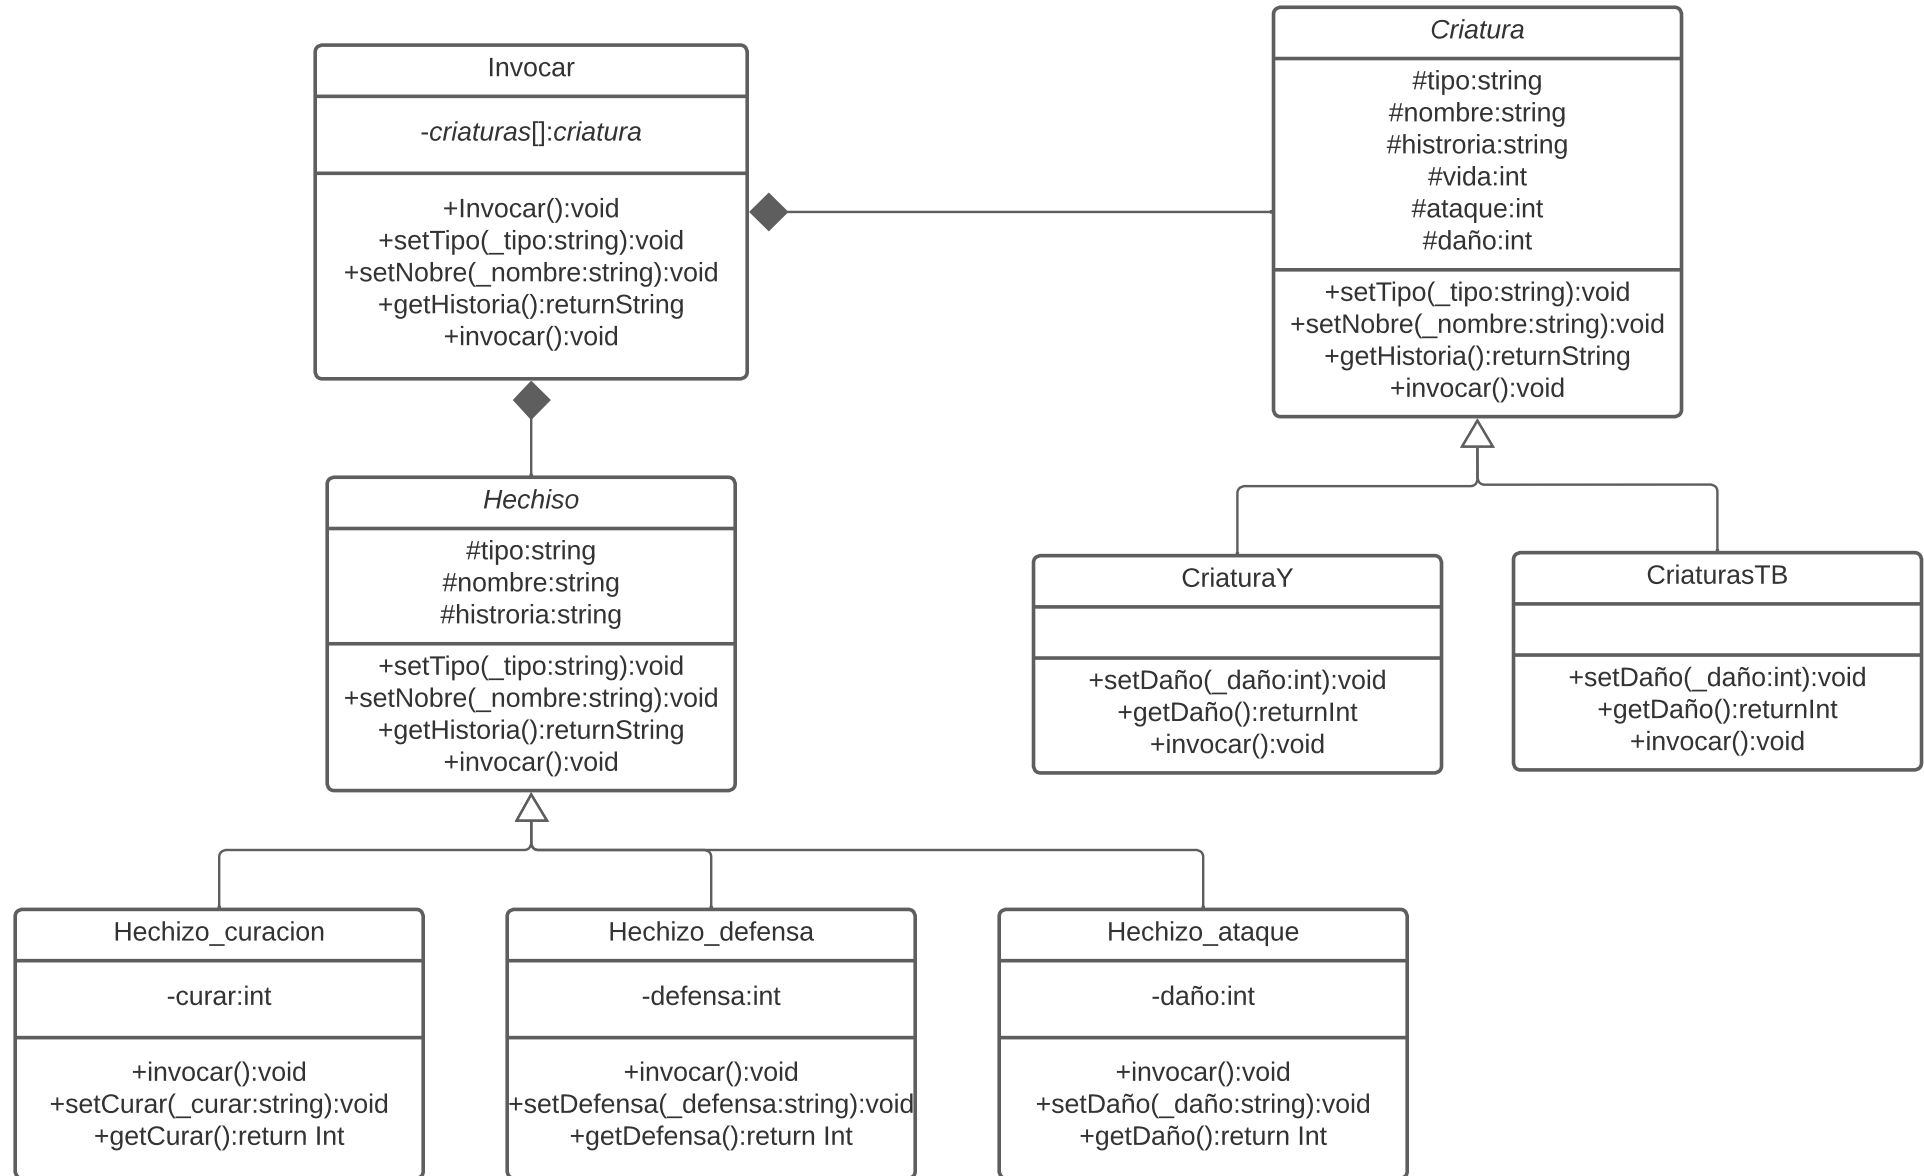 Invocar
-criaturas[]:criatura
+Invocar():void
+setTipo(_tipo:string):void
+setNobre(_nombre:string):void
+getHistoria():returnString
+invocar():void
Criatura
#tipo:string
#nombre:string
#histroria:string
#vida:int
#ataque:int
#daño:int
+setTipo(_tipo:string):void
+setNobre(_nombre:string):void
+getHistoria():returnString
+invocar():void
Hechiso
#tipo:string
#nombre:string
#histroria:string
+setTipo(_tipo:string):void
+setNobre(_nombre:string):void
+getHistoria():returnString
+invocar():void
CriaturaY
+setDaño(_daño:int):void
+getDaño():returnInt
+invocar():void
CriaturasTB
+setDaño(_daño:int):void
+getDaño():returnInt
+invocar():void
Hechizo_curacion
-curar:int
+invocar():void
+setCurar(_curar:string):void
+getCurar():return Int
Hechizo_defensa
-defensa:int
+invocar():void
+setDefensa(_defensa:string):void
+getDefensa():return Int
Hechizo_ataque
-daño:int
+invocar():void
+setDaño(_daño:string):void
+getDaño():return Int